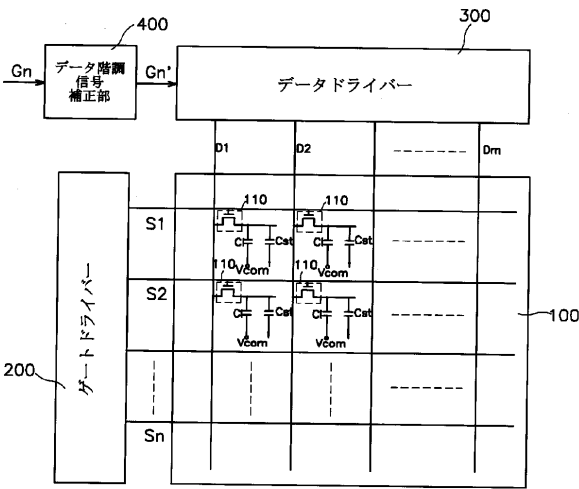 400
300
Gn
データ階調
信号
補正部
Gn'
データドライバー
D1
D2
Dm
110
110
S1
Cl
Cst
Cl
Cst
Vcom
110
110
S2
Cl
Cst
Cl
Cst
Vcom
Vcom
100
200
ゲートドライバー
Sn